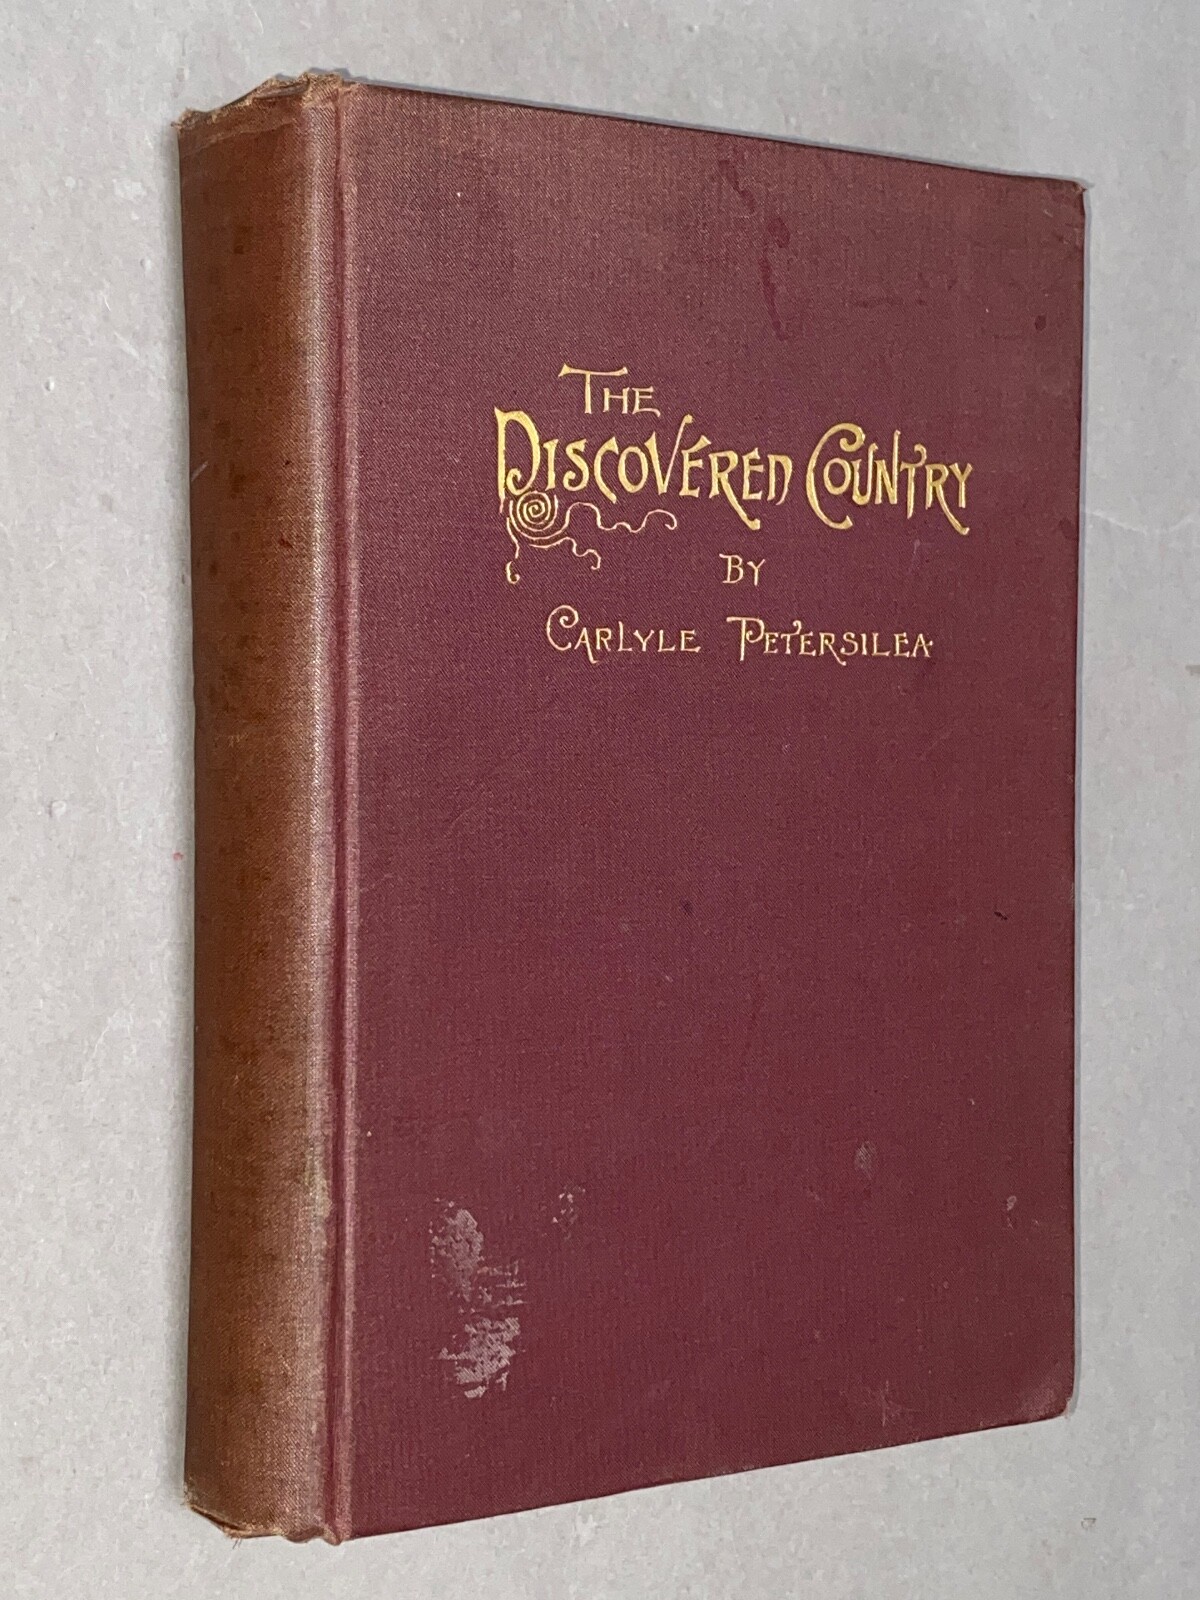 THE
DISCOVERED COUNTRY
BY
CARLYLE PETERSILEA